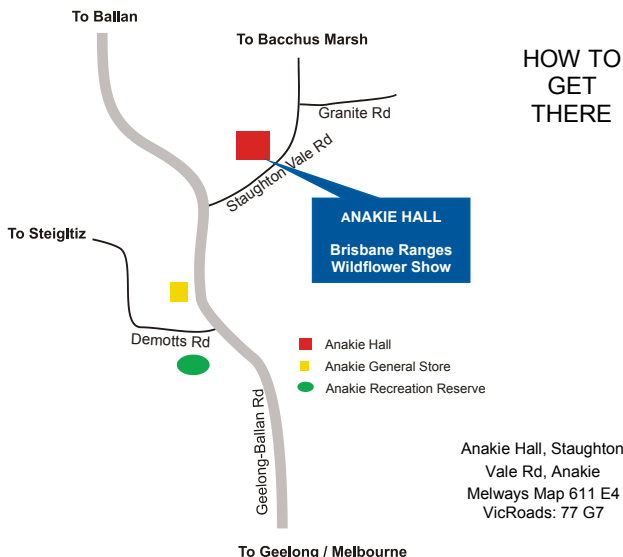 To Ballan
To Bacchus Marsh
HOW TO
GET
THERE
Granite Rd
Staughton Vale Rd
ANAKIE HALL
Brisbane Ranges
Wildflower Show
To Steigltiz
Demotts Rd
Anakie Hall
Anakie General Store
Anakie Recreation Reserve
Geelong-Ballan Rd
Anakie Hall, Staughton
Vale Rd, Anakie
Melways Map 611 E4
VicRoads: 77 G7
To Geelong / Melbourne